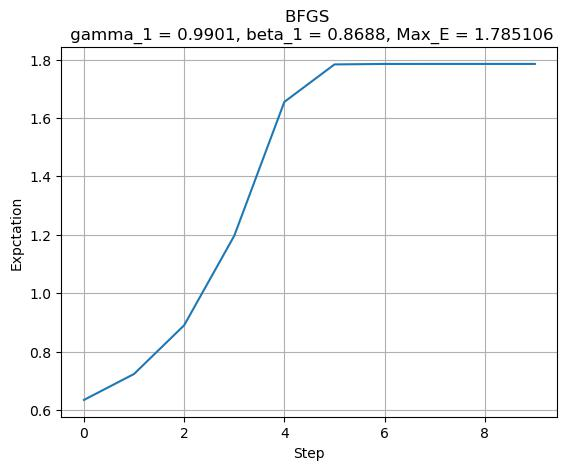 BFGS
gamma_1 = 0.9901, beta_1 = 0.8688, Max_E = 1.785106
1.8
1.6
1.4
1.2
1.0
0.8
0.6
Expctation
0 2 4 6 8
Step